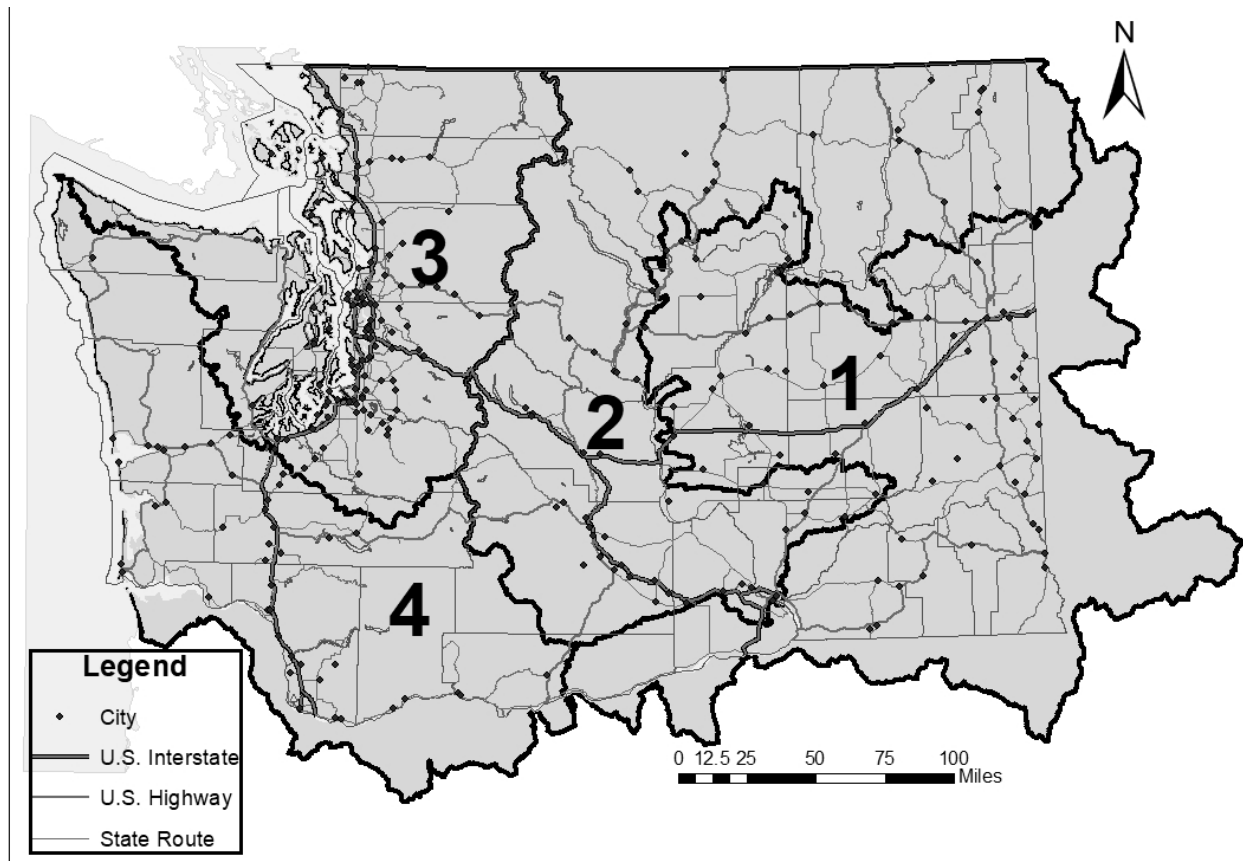 N
3
1
2
4
Legend
City
U.S. Interstate
U.S. Highway
State Route
0 12.5 25 50 75 100
Miles